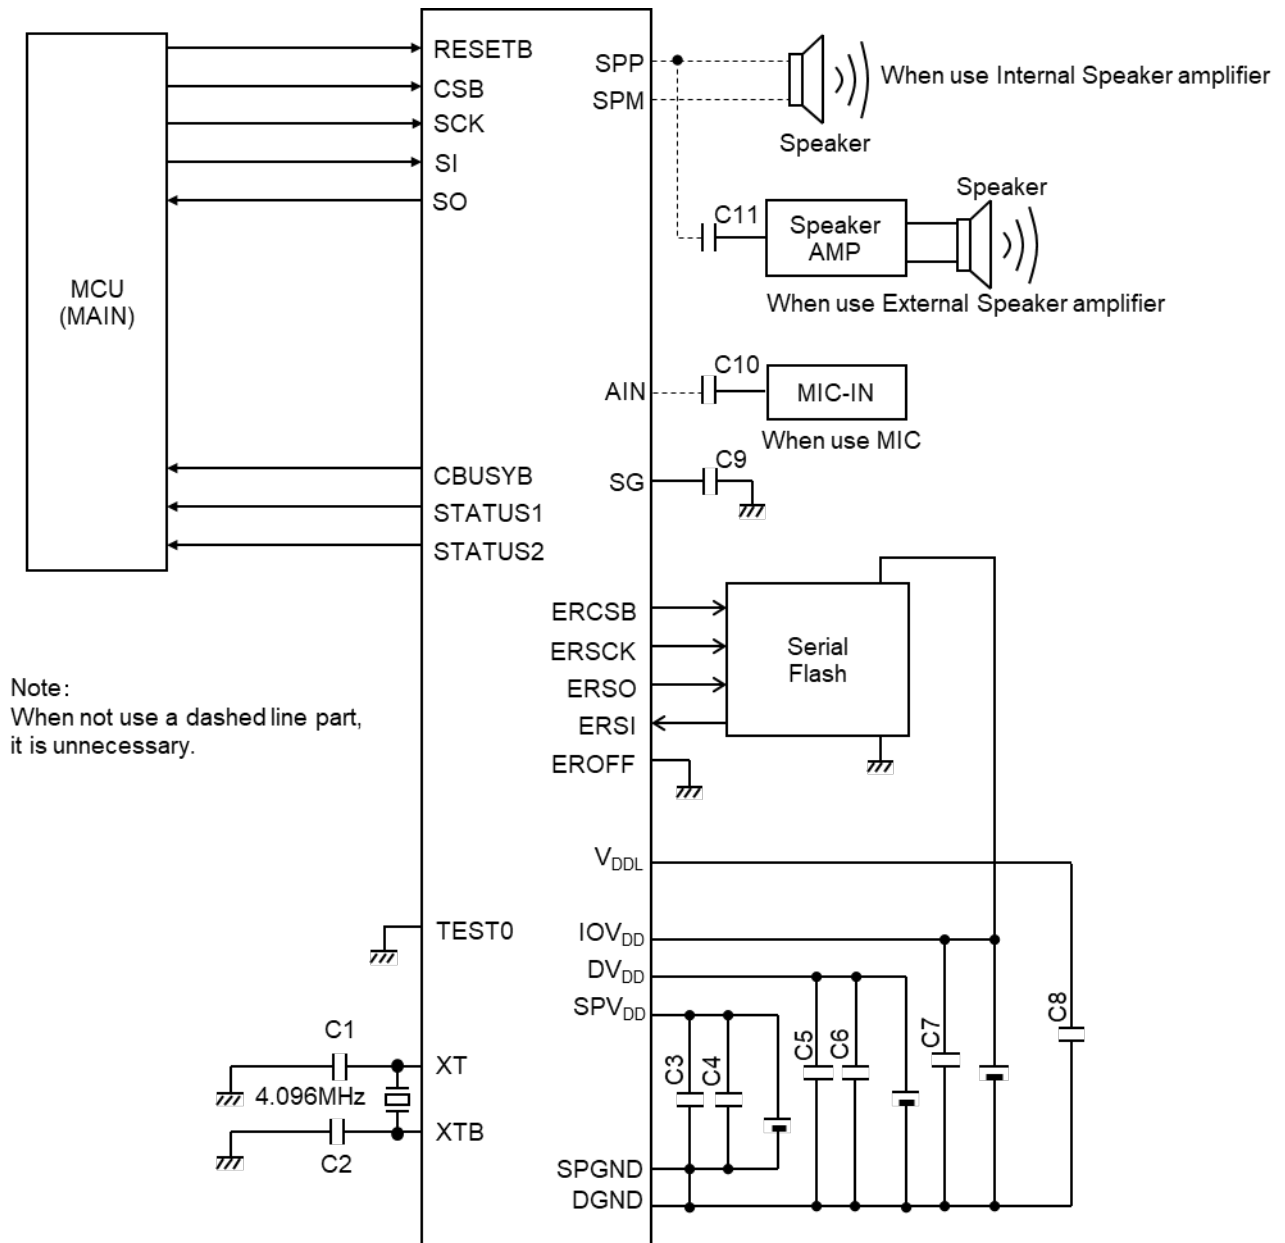 MCU
(MAIN)
RESETB
CSB
SCK
SI
SO
CBUSYB
STATUS1
STATUS2
TEST0
XT
XTB
SPP
SPM
AIN
SG
ERCSB
ERSCK
ERSO
ERSI
EROFF
VDDL
IOVDD
DVDD
SPVDD
SPGND
DGND
When use Internal Speaker amplifier
Speaker
Speaker
C11
Speaker
AMP
When use External Speaker amplifier
C10
MIC-IN
When use MIC
C9
Serial
Flash
Note:
When not use a dashed line part,
it is unnecessary.
C1
4.096MHz
C2
C3
C4
C5
C6
C7
C8